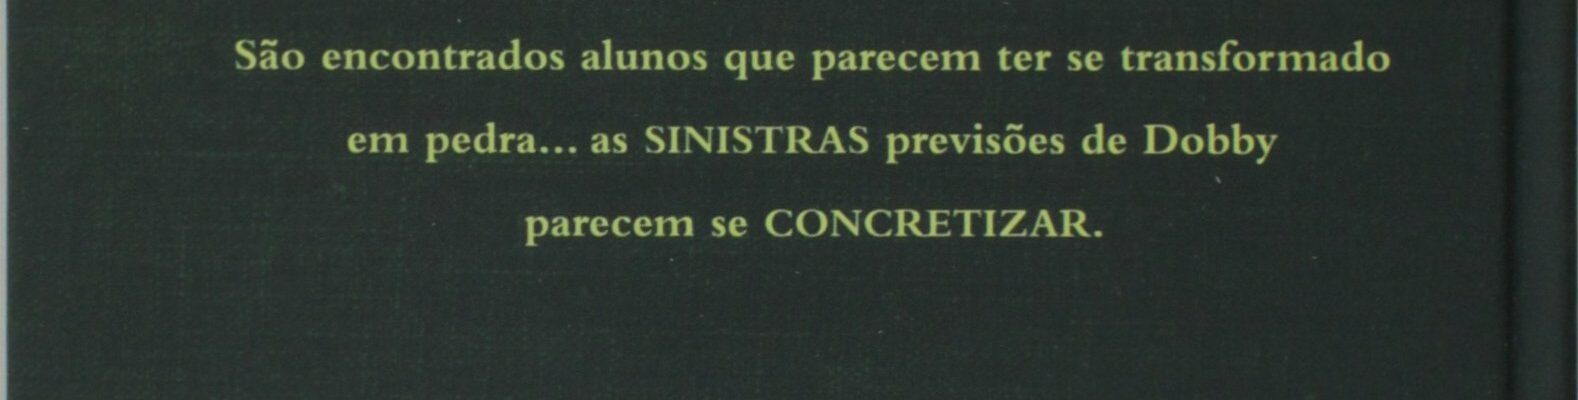 São encontrados alunos que parecem ter se transformado
em pedra... as SINISTRAS previsões de Dobby
parecem se CONCRETIZAR.